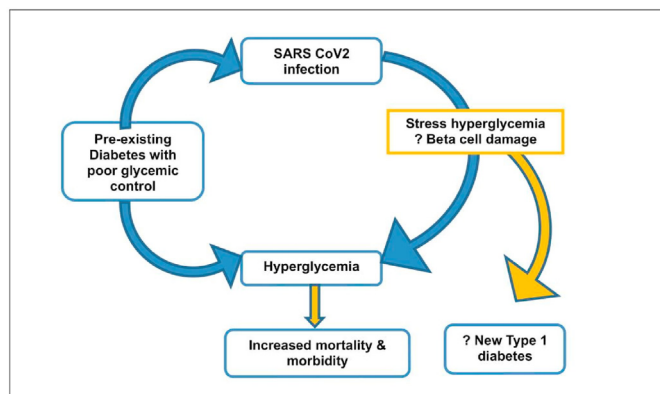 SARS CoV2
infection
Stress hyperglycemia
? Beta cell damage
Pre-existing
Diabetes with
poor glycemic
control
Hyperglycemia
Increased mortality &
morbidity
? New Type 1
diabetes